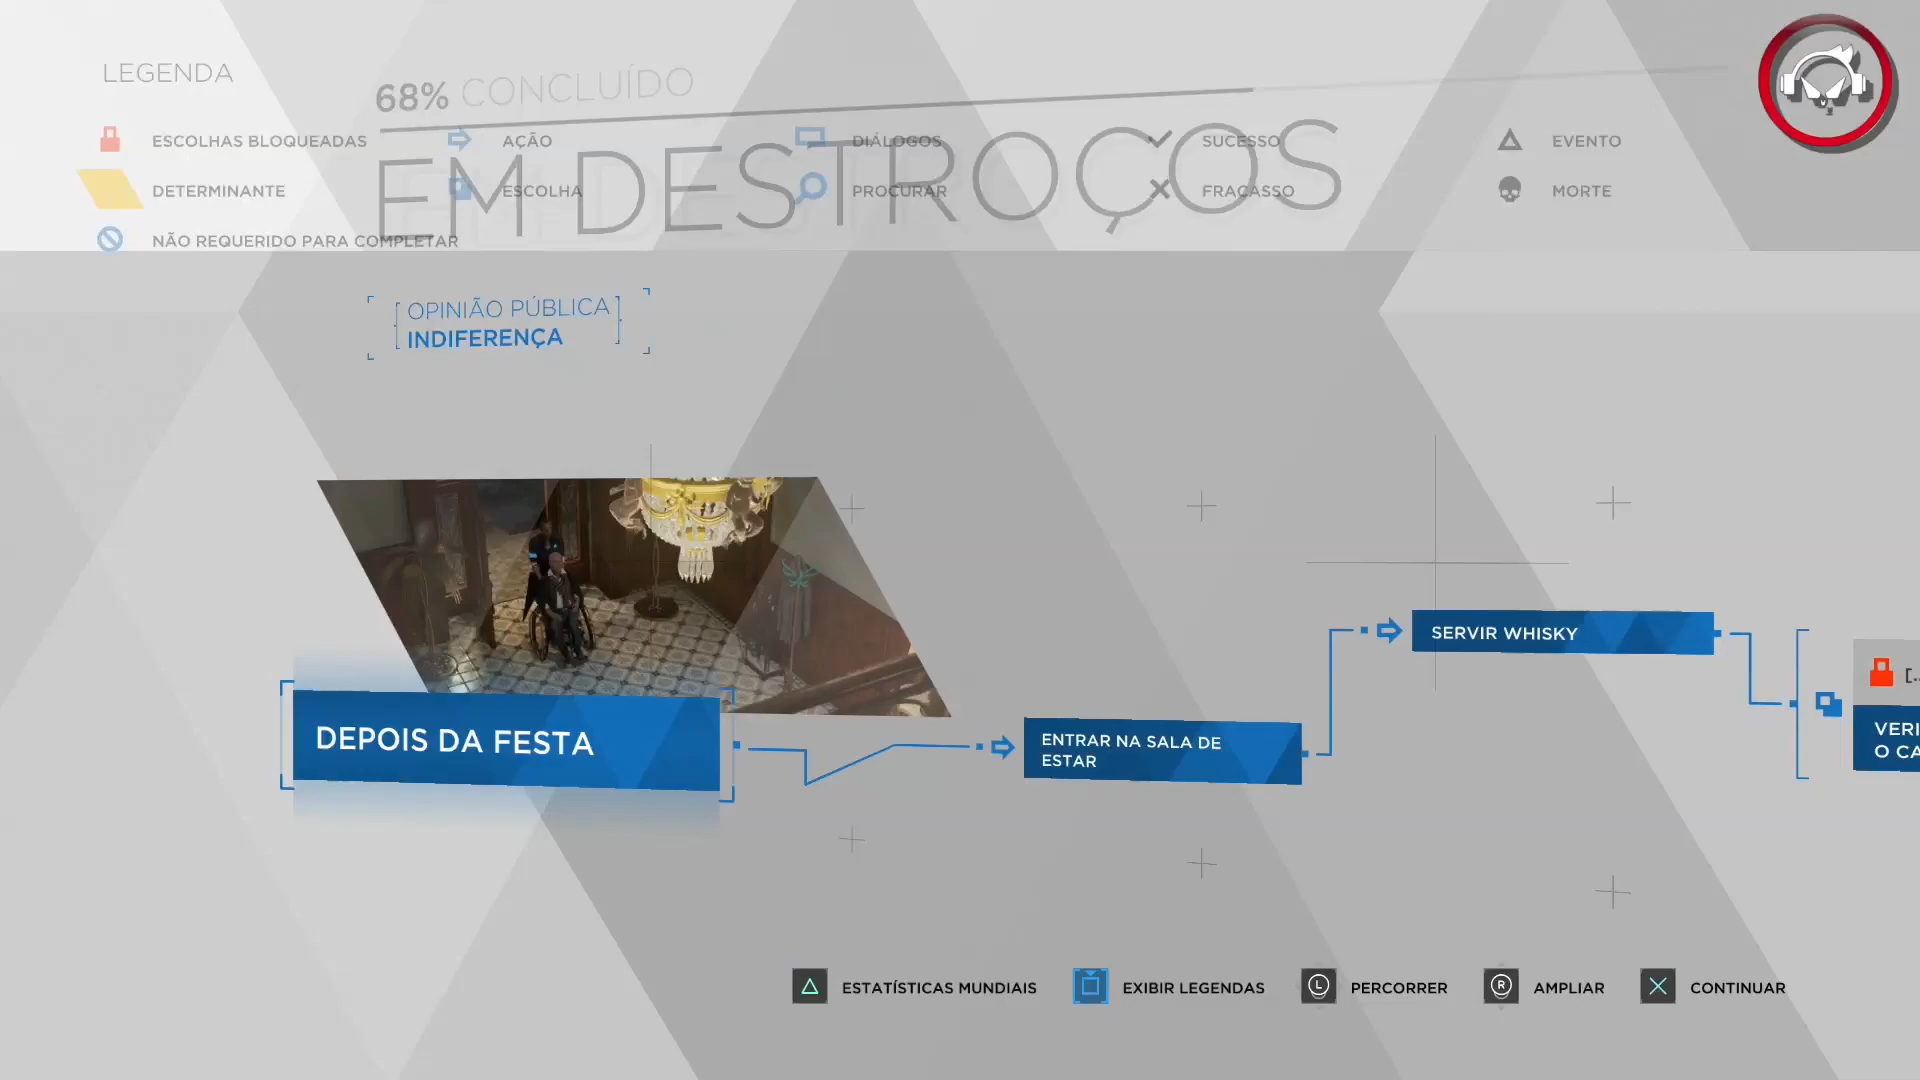 LEGENDA
68% CONCLUÍDO
ESCOLHAS BLOQUEADAS
AÇÃO
DIÁLOGOS
SUCESSO
EVENTO
EM DESTROÇOS
DETERMINANTE
ESCOLHA
PROCURAR
FRACASSO
MORTE
NÃO REQUERIDO PARA COMPLETAR
OPINIÃO PÚBLICA
INDIFERENÇA
DEPOIS DA FESTA
ENTRAR NA SALA DE
ESTAR
SERVIR WHISKY
[..
VERI
O CA
ESTATÍSTICAS MUNDIAIS
EXIBIR LEGENDAS
L
PERCORRER
R
AMPLIAR
CONTINUAR